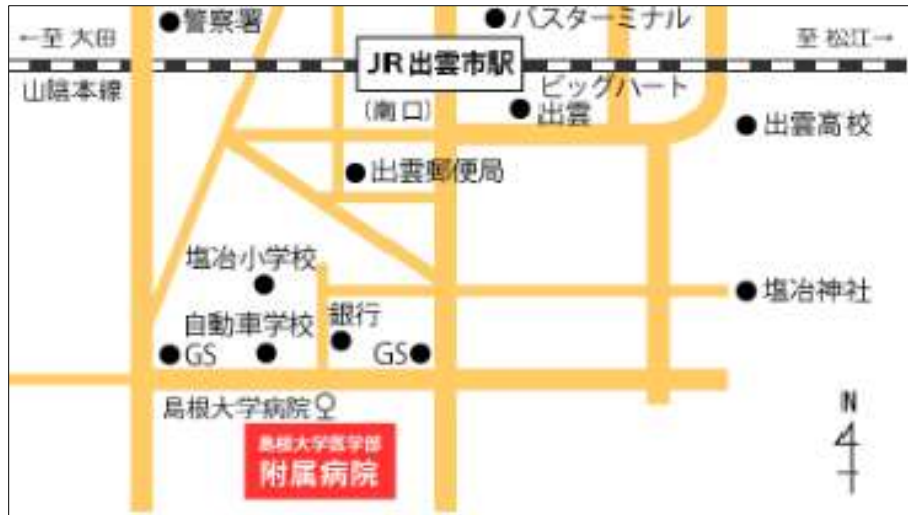 ←至 大田
警察署
バスターミナル
至 松江→
JR出雲市駅
山陰本線
(南口)
ビッグハート
出雲
出雲高校
出雲郵便局
塩冶小学校
塩冶神社
自動車学校
銀行
GS
GS
島根大学病院
N
島根大学医学部
附属病院